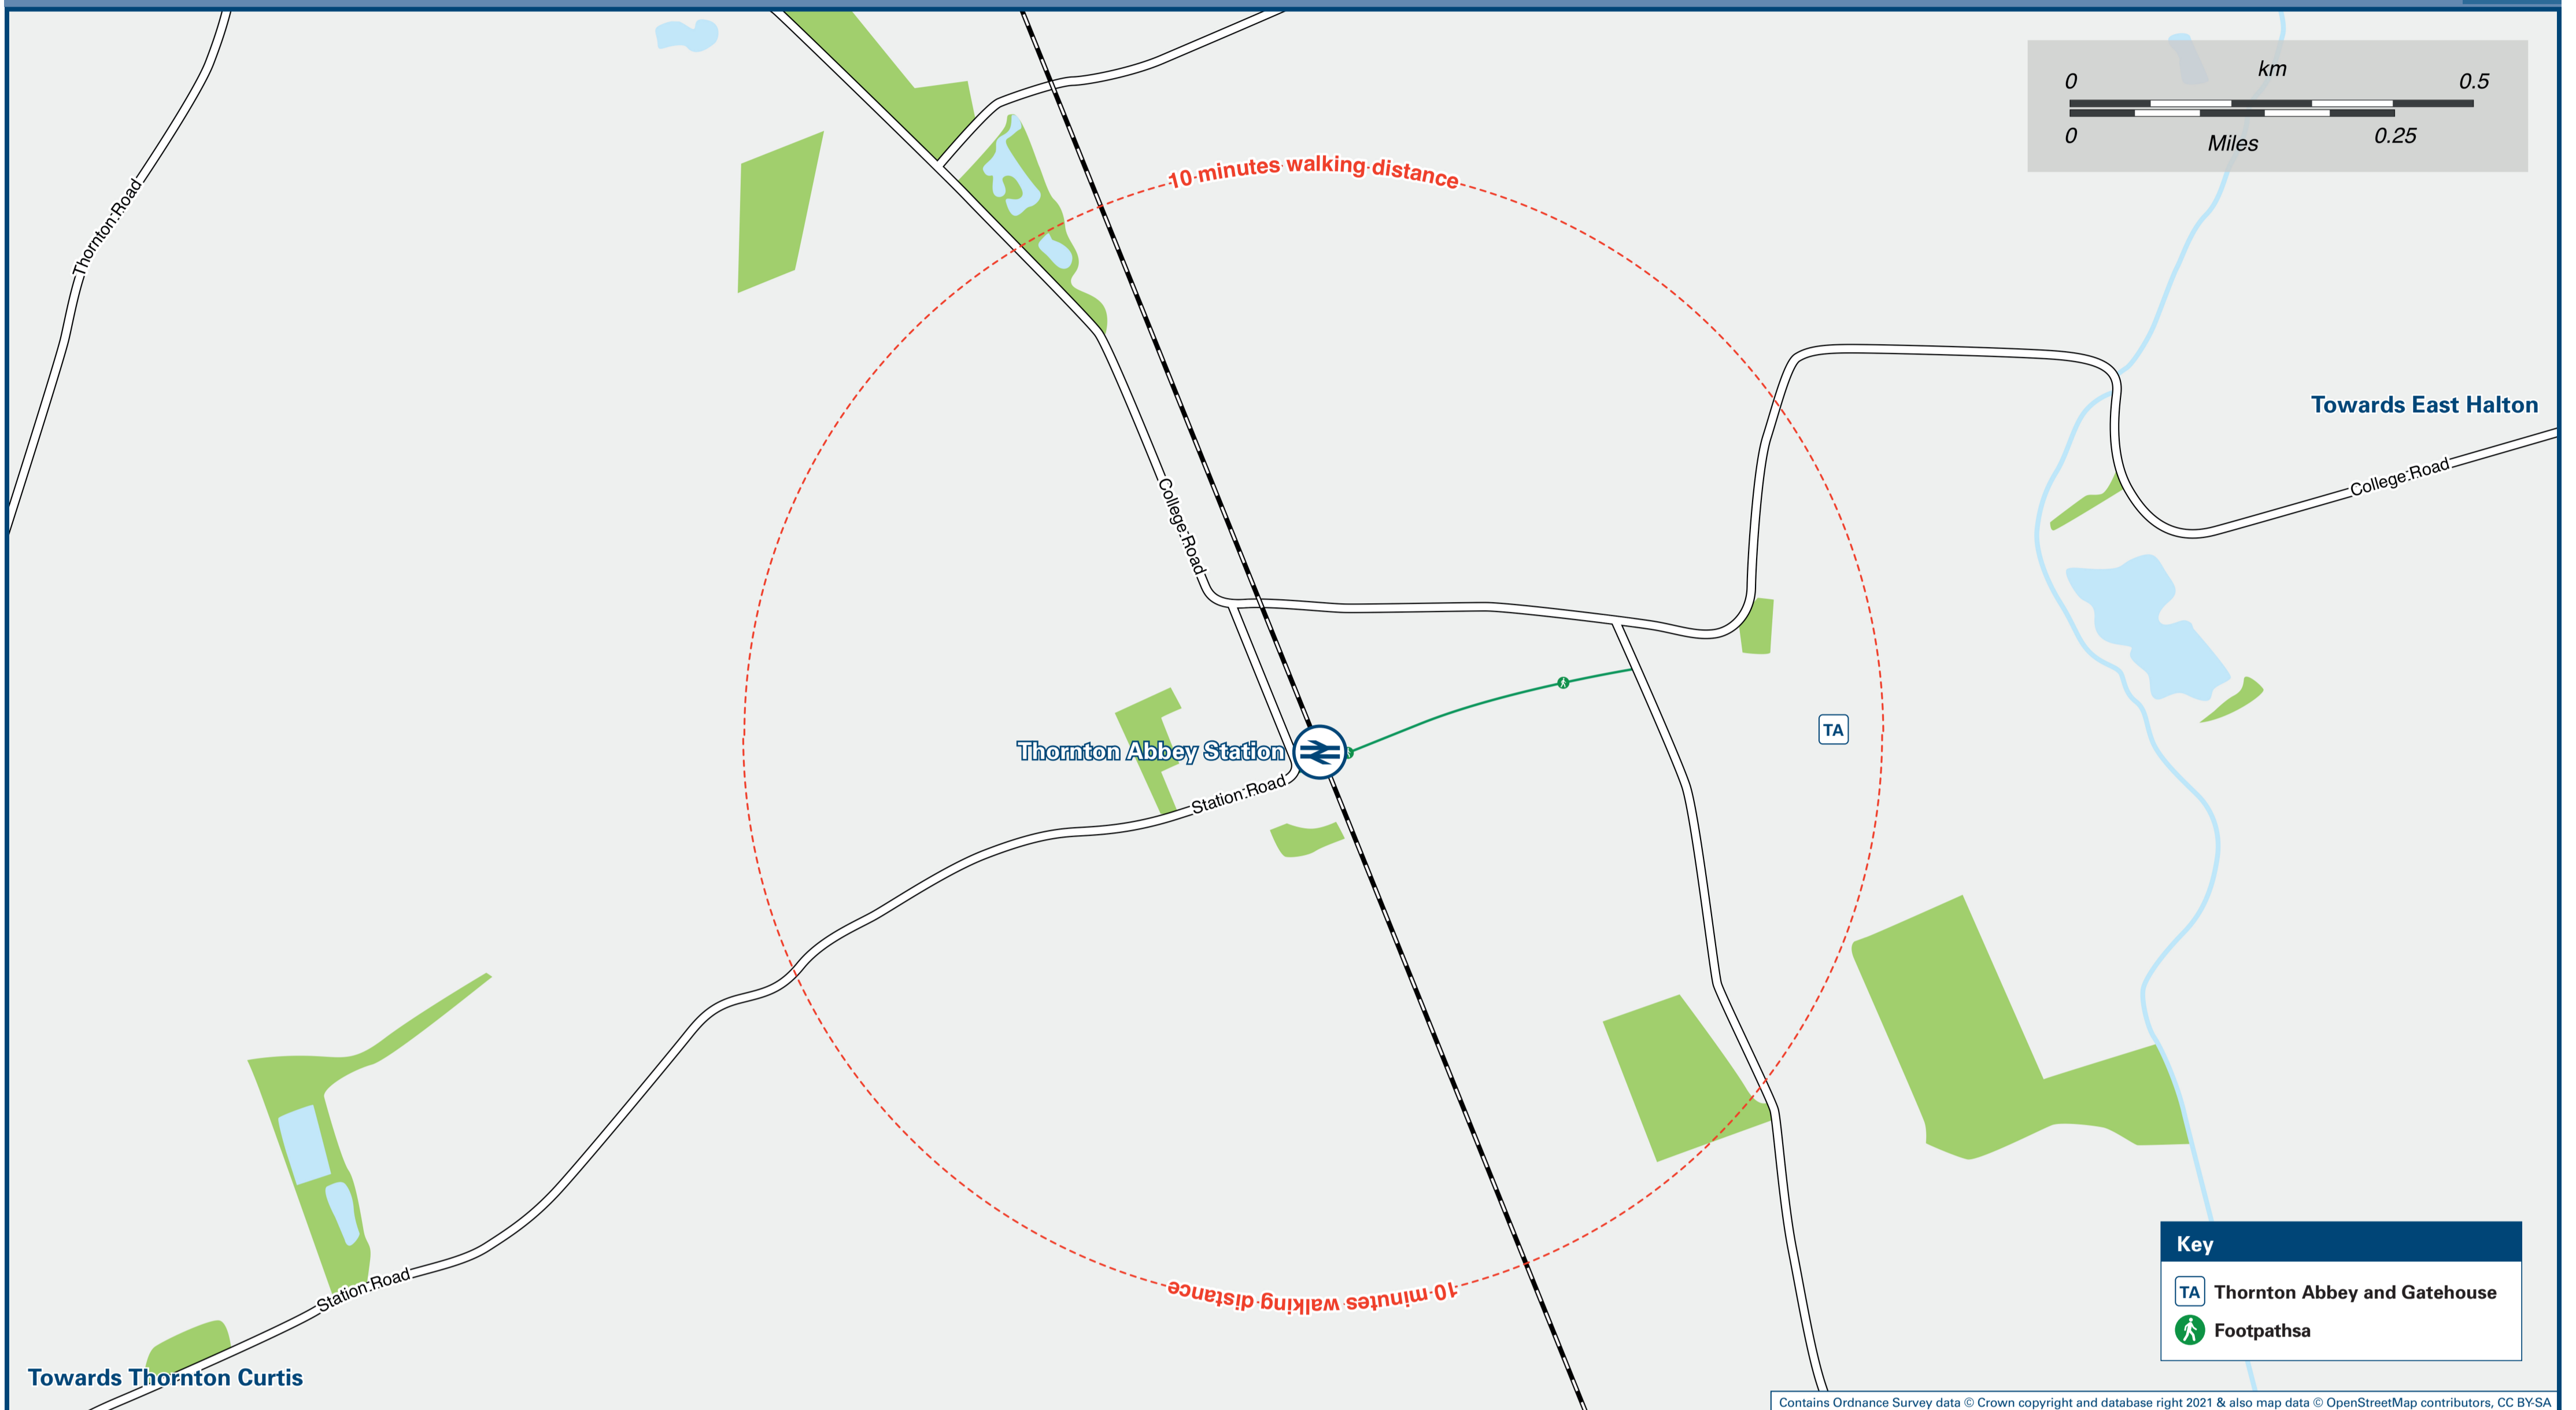 km
0 0.5
0 0.25
Miles
10 minutes walking distance
Thornton Road
Towards East Halton
College Road
College Road
TA
Thornton Abbey Station
Station Road
Station Road
10 minutes walking distance
Towards Thornton Curtis
Key
TA Thornton Abbey and Gatehouse
Footpathsa
Contains Ordnance Survey data © Crown copyright and database right 2021 & also map data © OpenStreetMap contributors, CC BY-SA